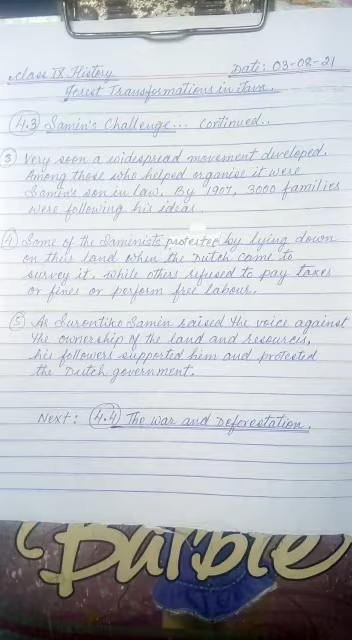 Class IX History
Date: 03-02-21
Forest Transformations in Java.
4.3 Samin's Challenge... Continued..
③ Very soon a widespread movement developed.
Among those who helped organise it were
Samin's son in law. By 1907, 3000 families
were following his ideas.
④ Some of the Saminists protested by lying down
on their land when the Dutch came to
survey it, while others refused to pay taxes
or fines or perform free labour.
⑤ As Surontiko Samin raised the voice against
the ownership of the land and resources,
his followers supported him and protested
the Dutch government.
Next: 4.4 The War and Deforestation.
Barbie